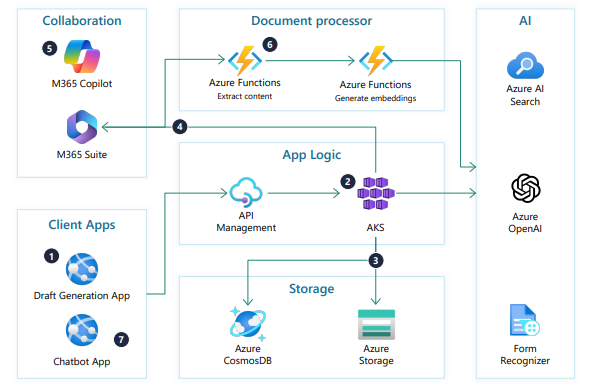 Collaboration
5
M365 Copilot
M365 Suite
Document processor
6
Azure Functions
Extract content
Azure Functions
Generate embeddings
AI
Azure AI
Search
Azure
OpenAI
Form
Recognizer
4
App Logic
API
Management
2
AKS
3
Client Apps
1
Draft Generation App
Chatbot App
7
Storage
Azure
CosmosDB
Azure
Storage